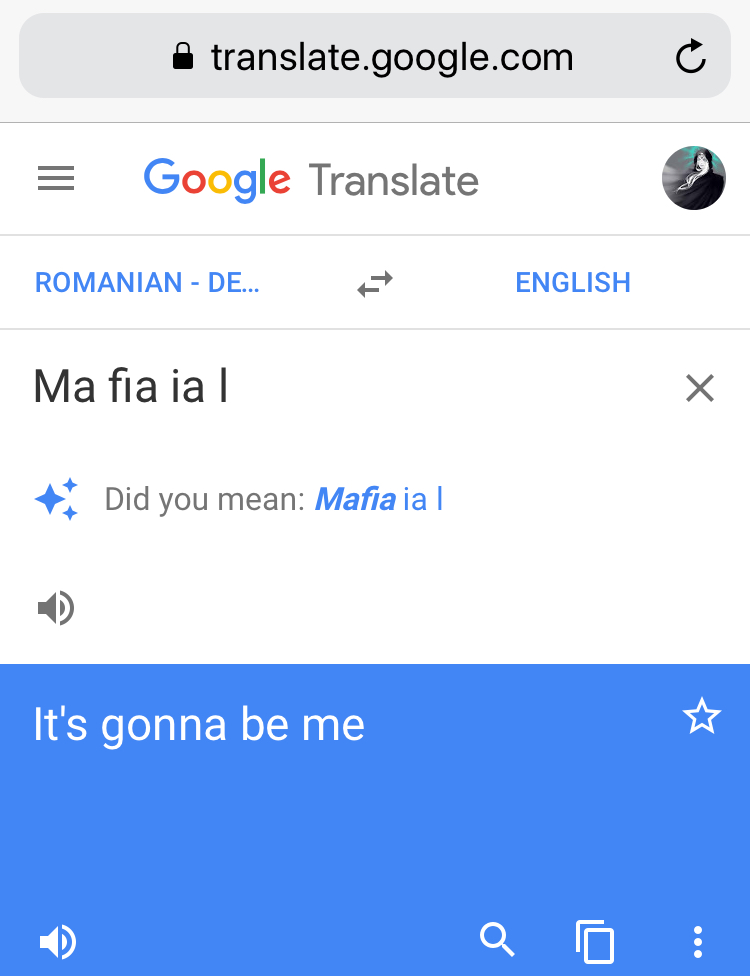 translate.google.com
Google Translate
ROMANIAN - DE... ENGLISH
Ma fia ia l
Did you mean: Mafia ia l
It's gonna be me